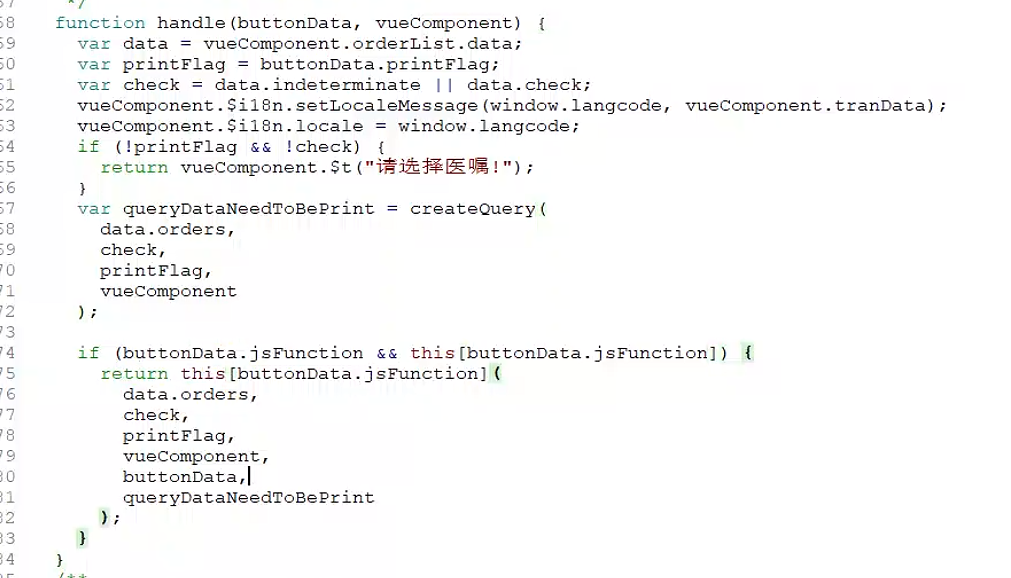 57 */
58 function handle(buttonData, vueComponent) {
59 var data = vueComponent.orderList.data;
60 var printFlag = buttonData.printFlag;
61 var check = data.indeterminate || data.check;
62 vueComponent.$i18n.setLocaleMessage(window.langcode, vueComponent.tranData);
63 vueComponent.$i18n.locale = window.langcode;
64 if (!printFlag && !check) {
65 return vueComponent.$t("请选择医嘱!");
66 }
67 var queryDataNeedToBePrint = createQuery(
68 data.orders,
69 check,
70 printFlag,
71 vueComponent
72 );
73
74 if (buttonData.jsFunction && this[buttonData.jsFunction]) {
75 return this[buttonData.jsFunction](
76 data.orders,
77 check,
78 printFlag,
79 vueComponent,
80 buttonData,
81 queryDataNeedToBePrint
82 );
83 }
84 }
85 /**